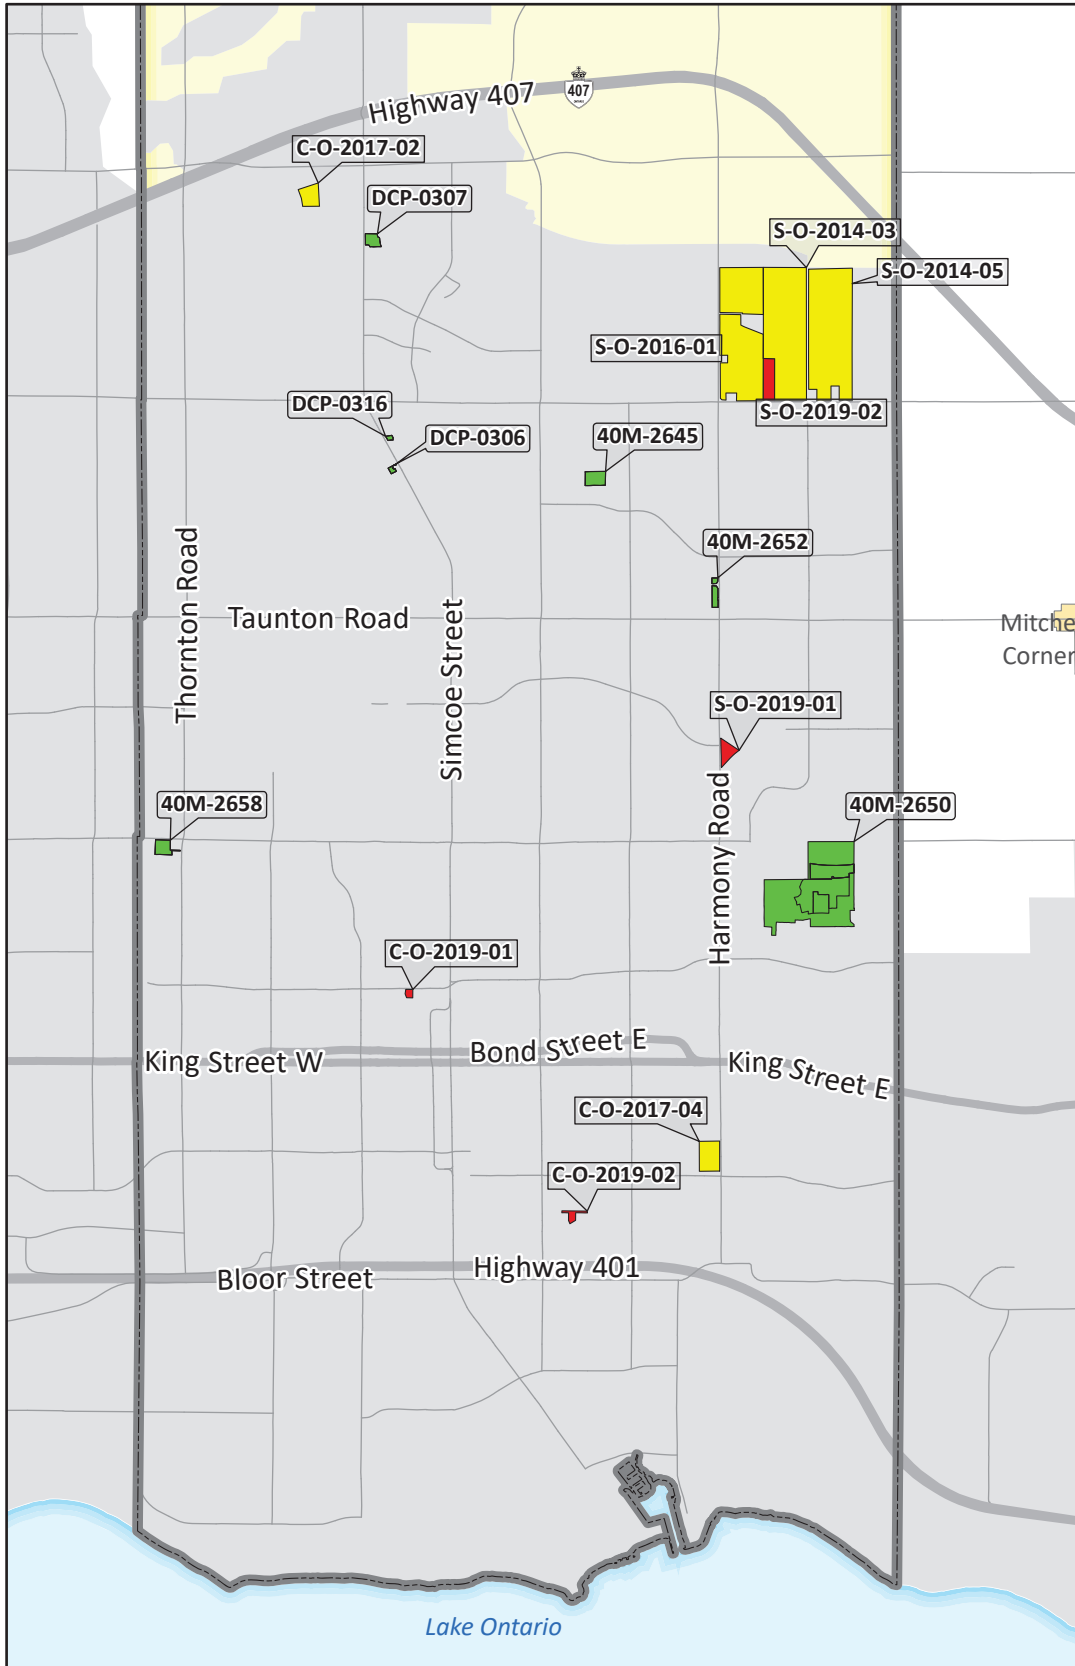 Highway 407
407
C-O-2017-02
DCP-0307
S-O-2014-03
S-O-2014-05
S-O-2016-01
S-O-2019-02
DCP-0316
DCP-0306
40M-2645
40M-2652
Thornton Road
Taunton Road
Simcoe Street
Mitche
Corner
S-O-2019-01
Harmony Road
40M-2658
40M-2650
C-O-2019-01
King Street W
Bond Street E
King Street E
C-O-2017-04
C-O-2019-02
Bloor Street
Highway 401
Lake Ontario